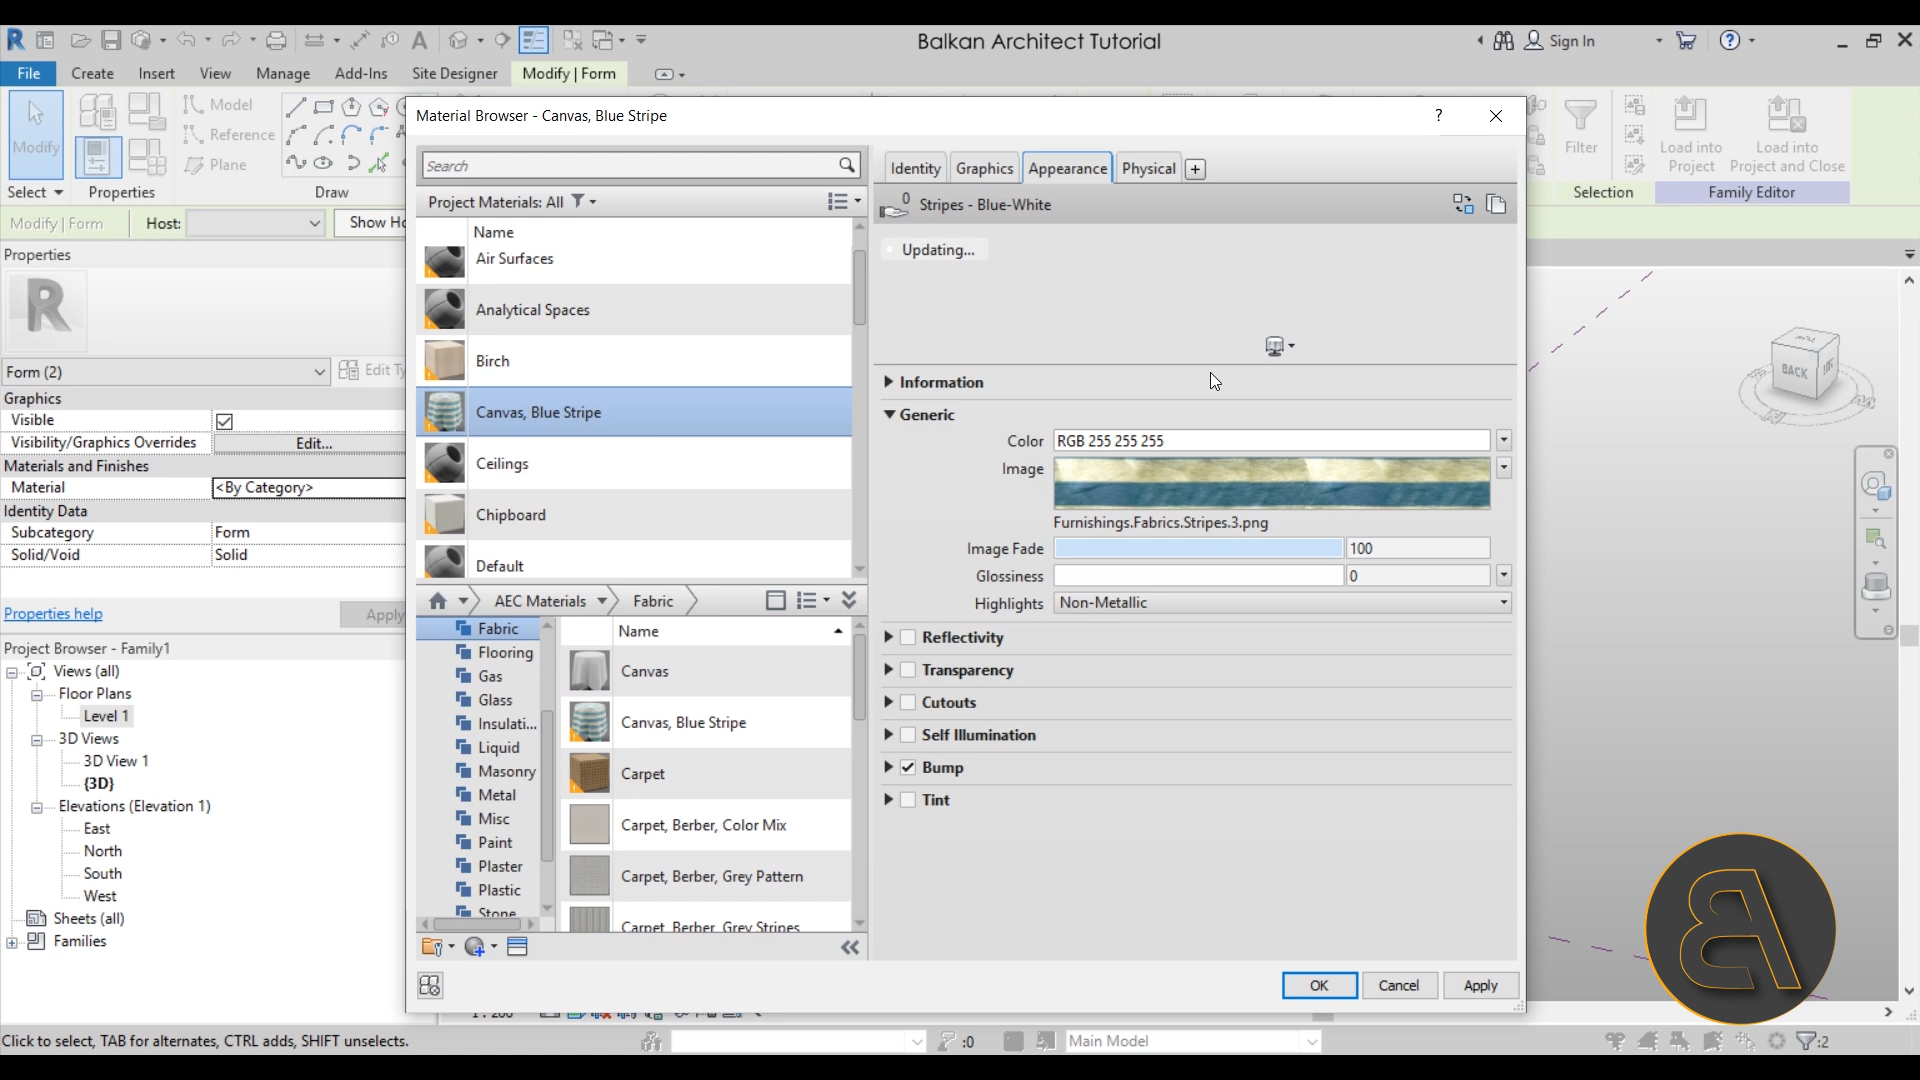 Balkan Architect Tutorial
Sign In
File Create Insert View Manage Add-Ins Site Designer Modify | Form
Modify
Select
Properties
Model
Reference
Plane
Draw
Filter
Selection
Load into Project
Load into Project and Close
Family Editor
Modify | Form
Host:
Show Ho
Properties
Form (2)
Edit Ty
Graphics
Visible
Visibility/Graphics Overrides Edit...
Materials and Finishes
Material <By Category>
Identity Data
Subcategory Form
Solid/Void Solid
Properties help
Apply
Project Browser - Family1
Views (all)
Floor Plans
Level 1
3D Views
3D View 1
{3D}
Elevations (Elevation 1)
East
North
South
West
Sheets (all)
Families
Material Browser - Canvas, Blue Stripe
?
Search
Project Materials: All
Name
Air Surfaces
Analytical Spaces
Birch
Canvas, Blue Stripe
Ceilings
Chipboard
Default
AEC Materials
Fabric
Fabric
Flooring
Gas
Glass
Insulati...
Liquid
Masonry
Metal
Misc
Paint
Plaster
Plastic
Stone
Name
Canvas
Canvas, Blue Stripe
Carpet
Carpet, Berber, Color Mix
Carpet, Berber, Grey Pattern
Carpet, Berber, Grey Stripes
Identity Graphics Appearance Physical +
0
Stripes - Blue-White
Updating...
Information
Generic
Color RGB 255 255 255
Image
Furnishings.Fabrics.Stripes.3.png
Image Fade 100
Glossiness 0
Highlights Non-Metallic
Reflectivity
Transparency
Cutouts
Self Illumination
Bump
Tint
OK Cancel Apply
BACK
1 : 200
Click to select, TAB for alternates, CTRL adds, SHIFT unselects.
:0
Main Model
:2